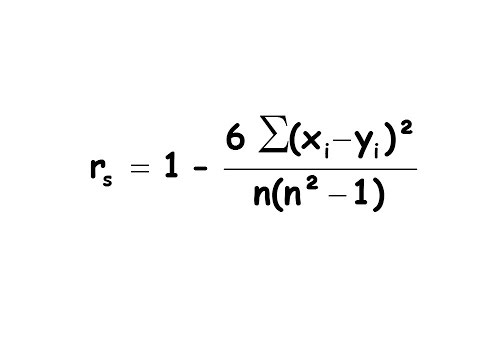 rₛ = 1 - 6 ∑(xᵢ–yᵢ)² / n(n² – 1)